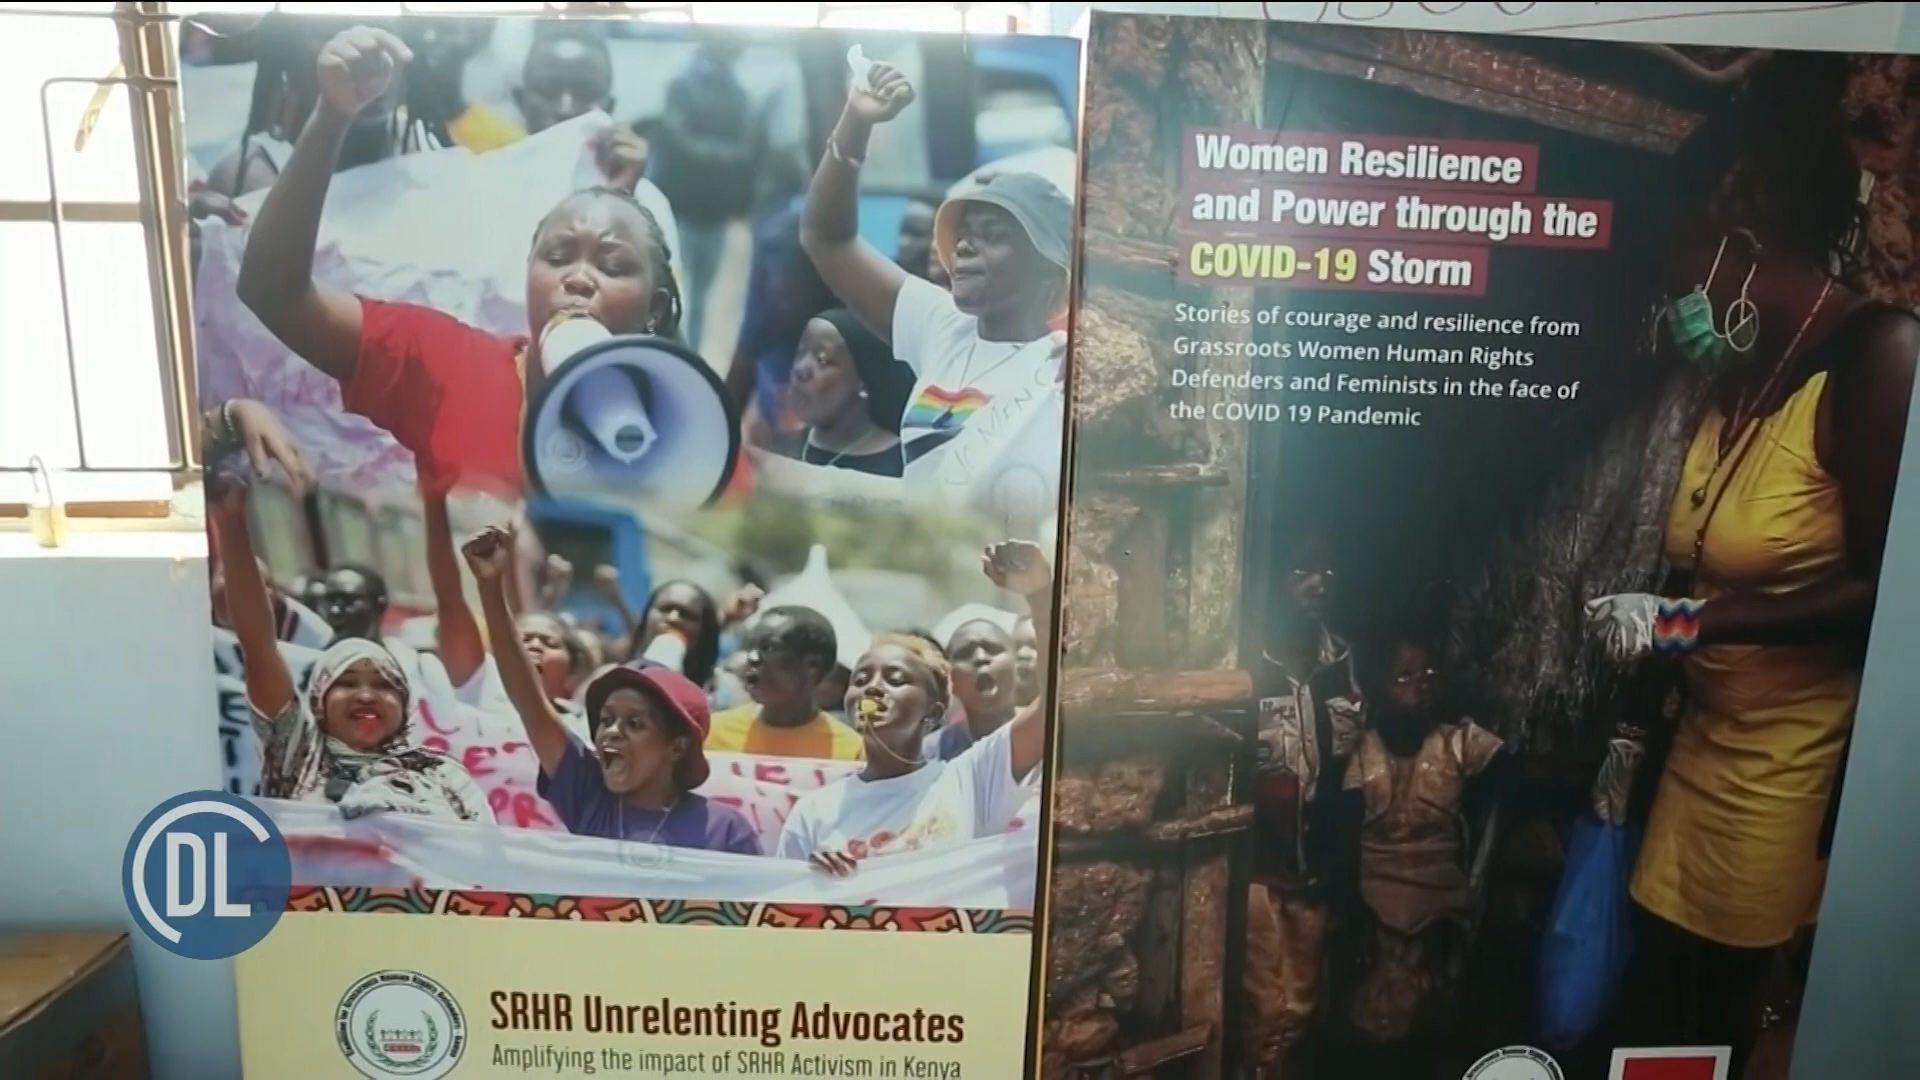 SRHR Unrelenting Advocates
Amplifying the impact of SRHR Activism in Kenya
Women Resilience
and Power through the
COVID-19 Storm
Stories of courage and resilience from
Grassroots Women Human Rights
Defenders and Feminists in the face of
the COVID 19 Pandemic
DL